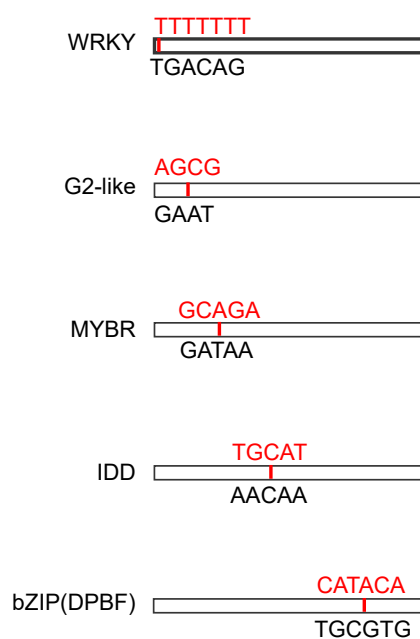 TTTTTTT
WRKY
TGACAG
AGCG
G2-like
GAAT
GCAGA
MYBR
GATAA
TGCAT
IDD
AACAA
CATACA
bZIP(DPBF)
TGCGTG